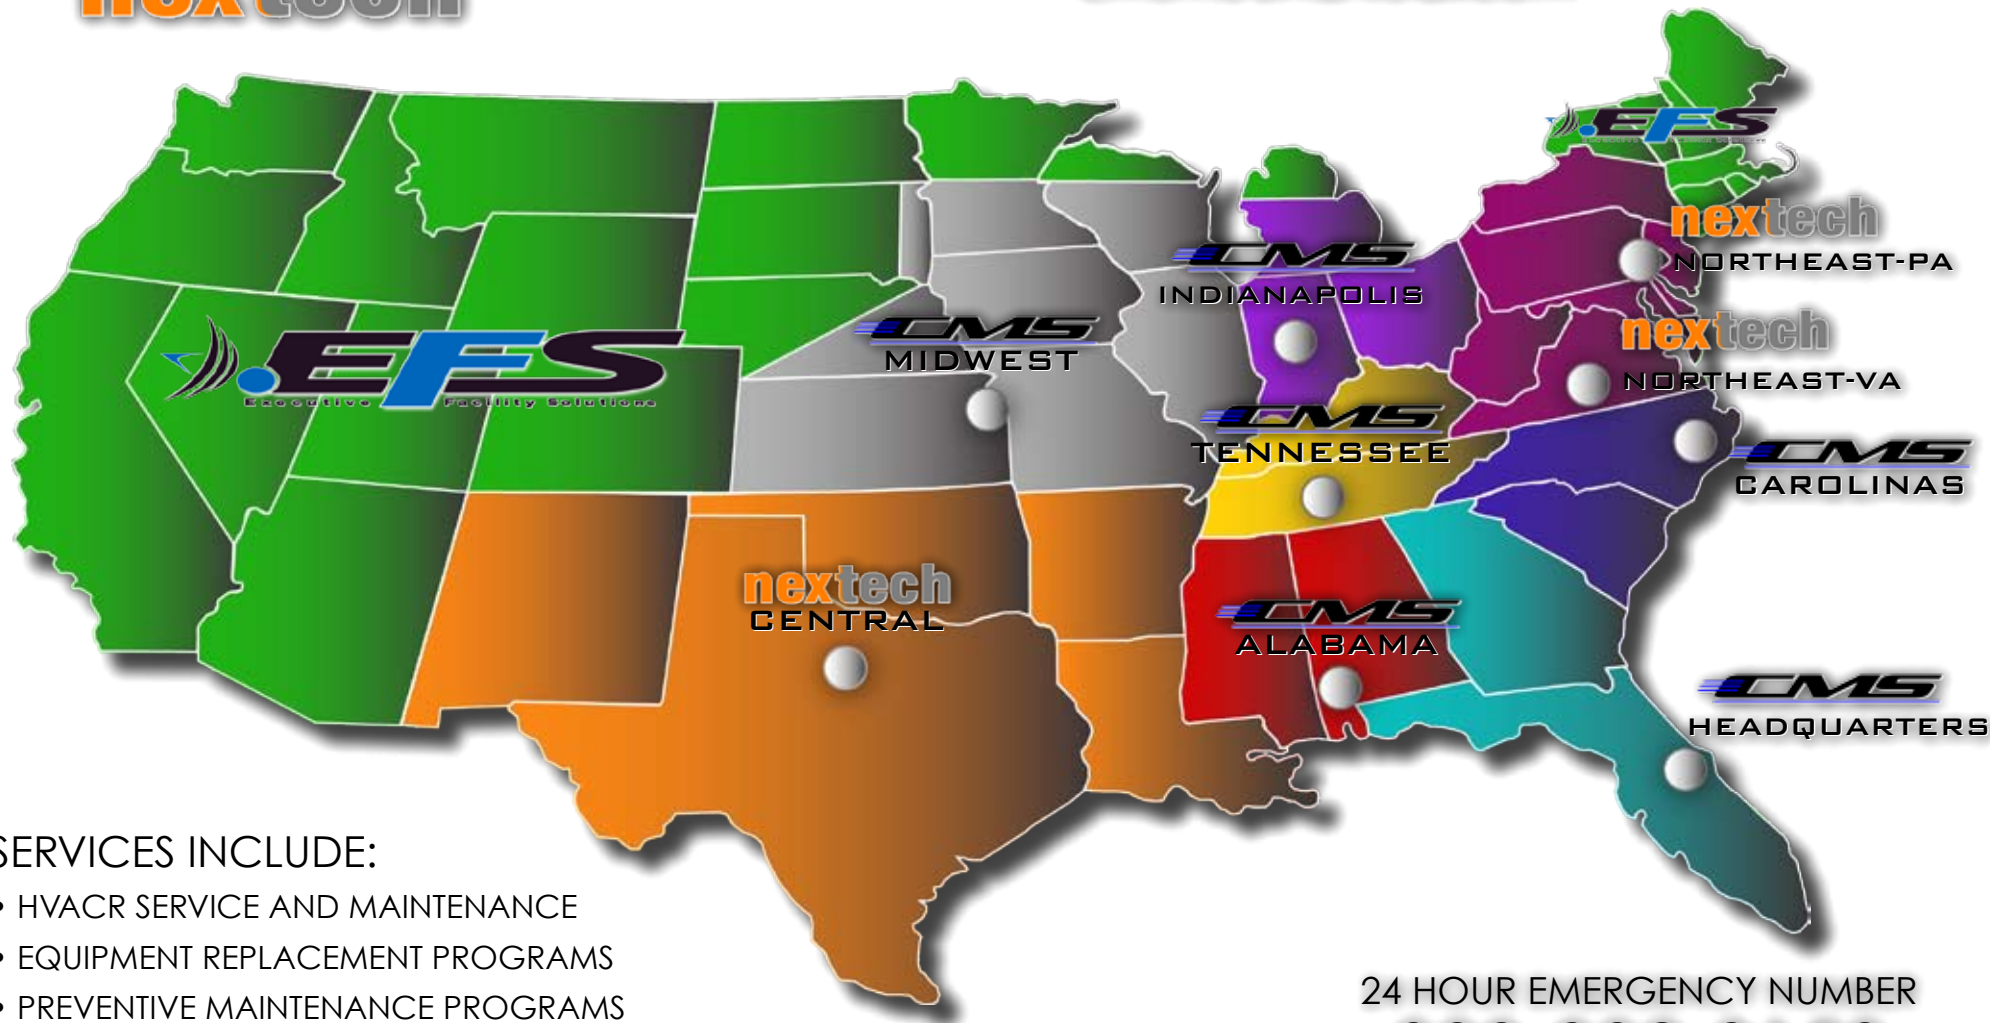 nextech
EFS
nextech
NORTHEAST-PA
CMS
INDIANAPOLIS
nextech
NORTHEAST-VA
CMS
MIDWEST
EFS
Executive Facility Solutions
CMS
TENNESSEE
CMS
CAROLINAS
nextech
CENTRAL
CMS
ALABAMA
CMS
HEADQUARTERS
SERVICES INCLUDE:
• HVACR SERVICE AND MAINTENANCE
• EQUIPMENT REPLACEMENT PROGRAMS
• PREVENTIVE MAINTENANCE PROGRAMS
24 HOUR EMERGENCY NUMBER